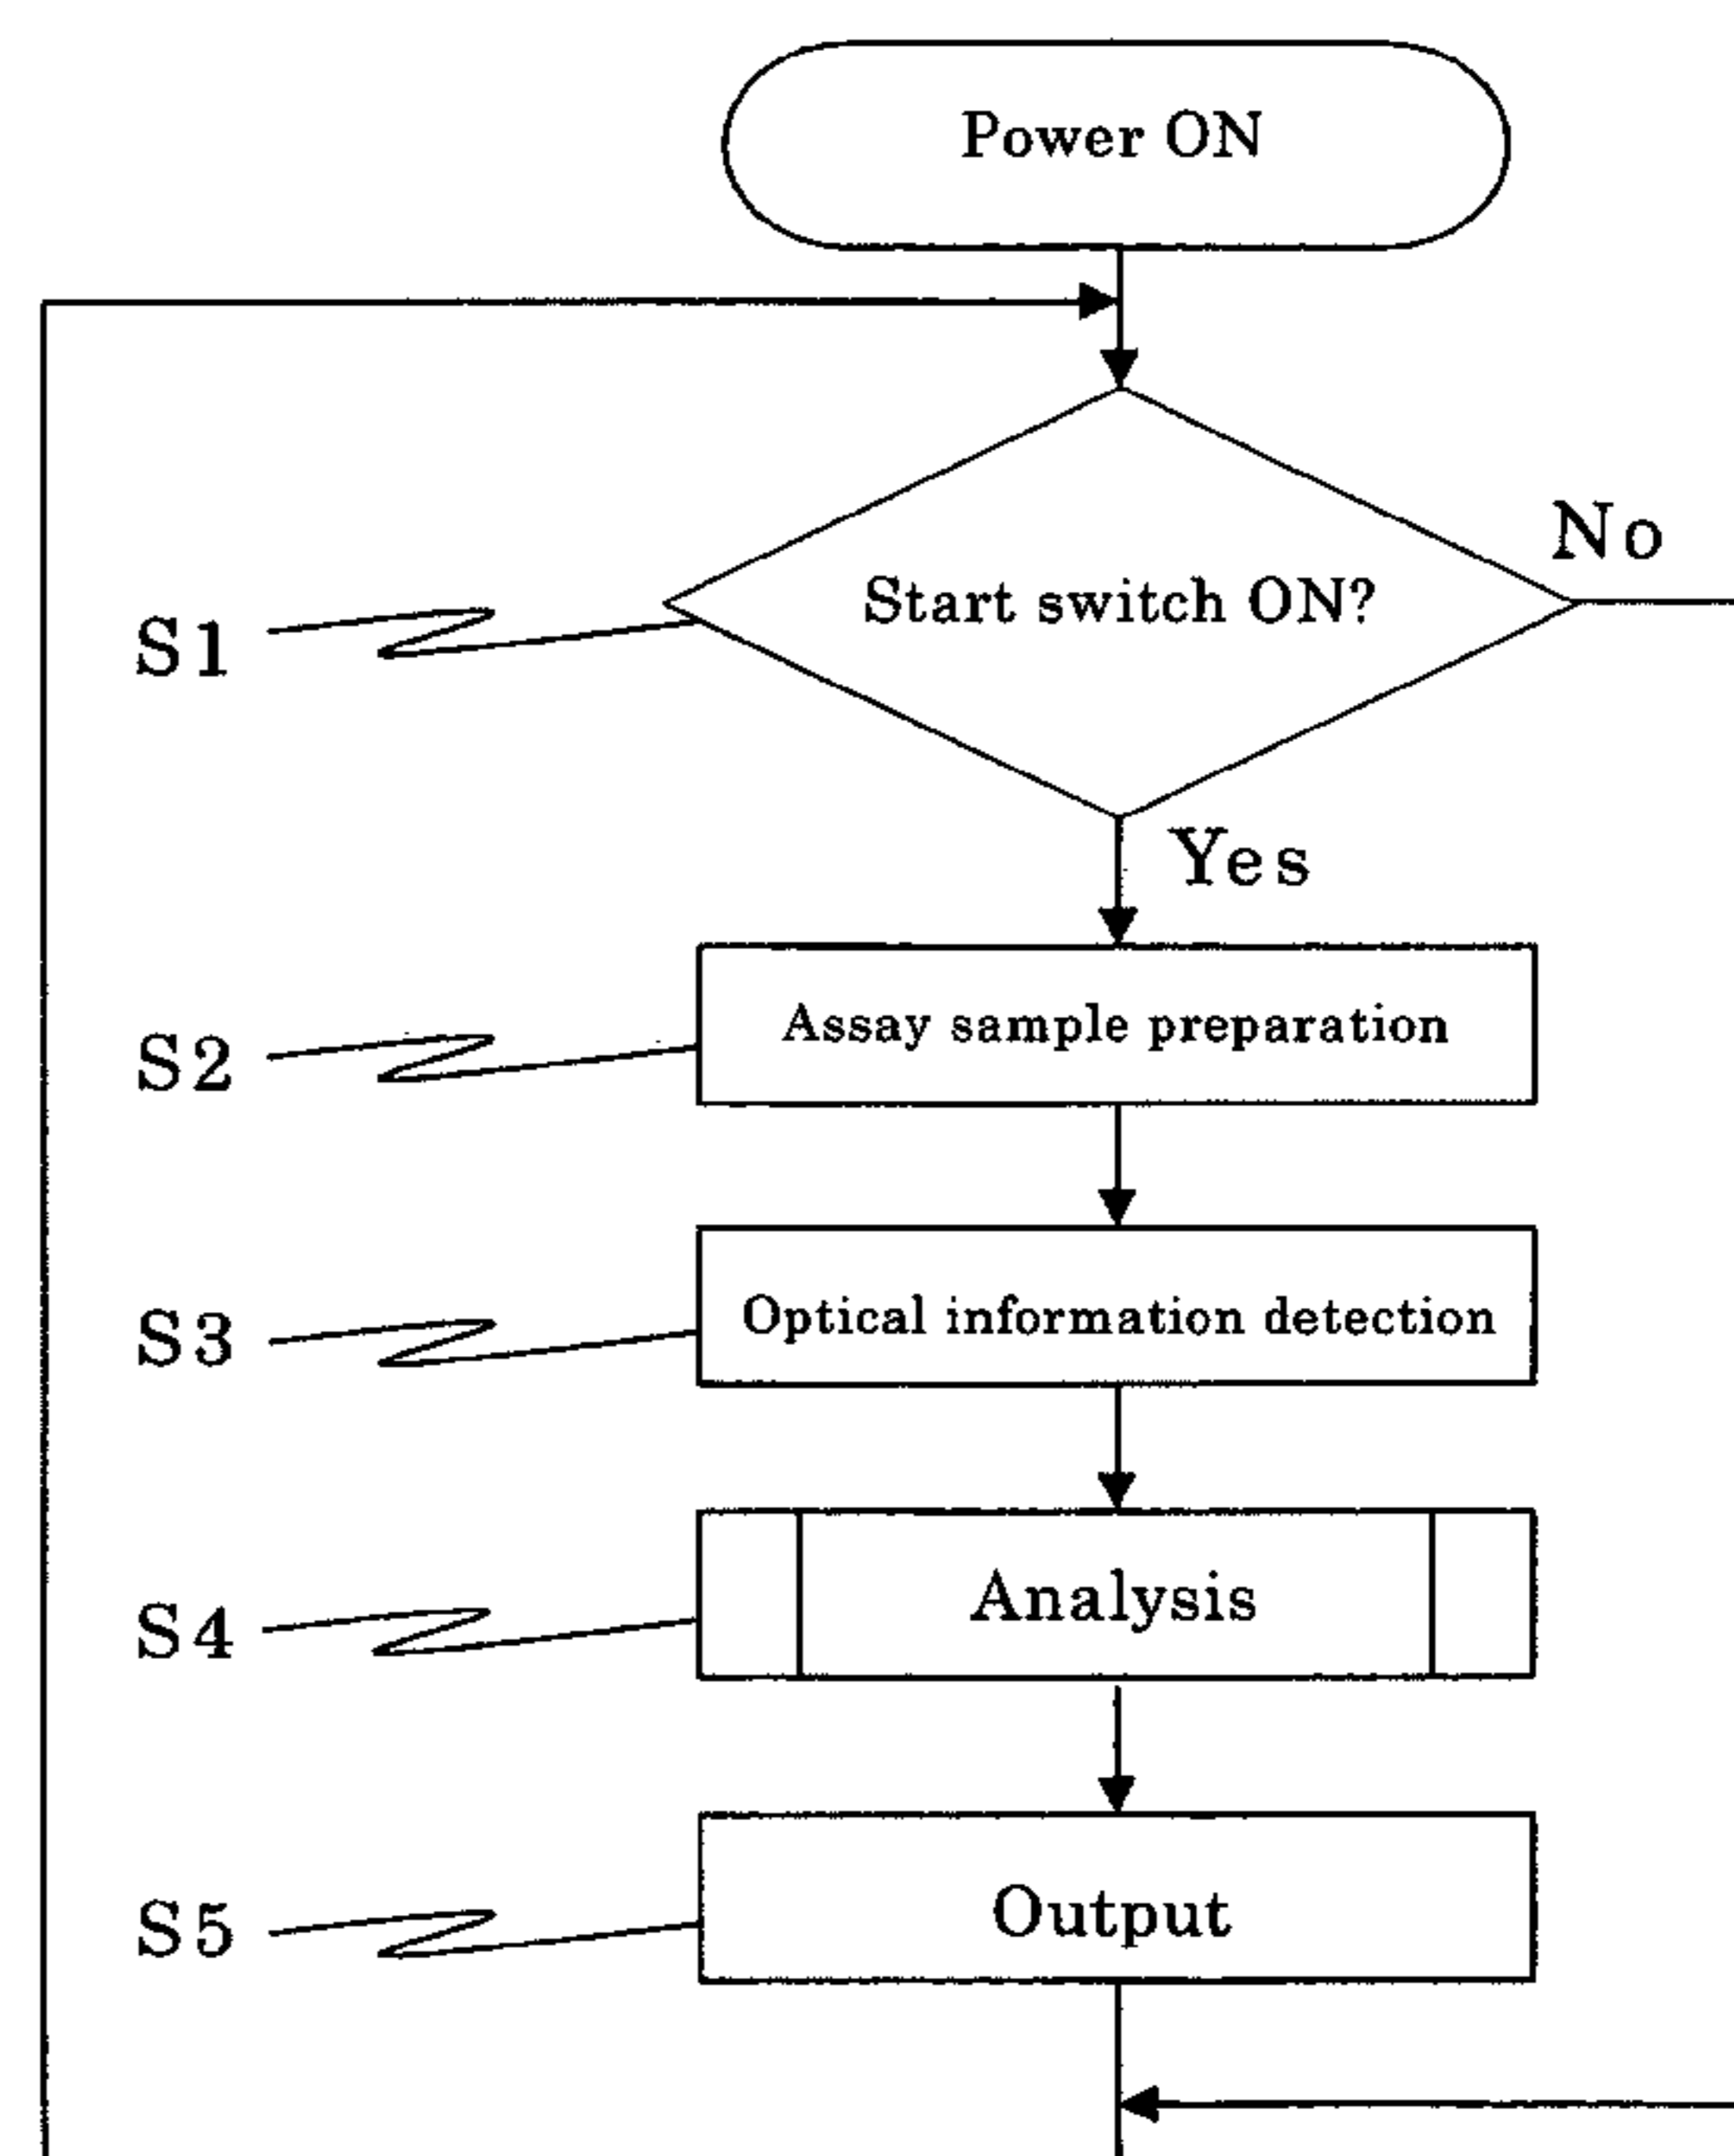 Power ON
No
Start switch ON?
S1
Yes
Assay sample preparation
S2
Optical information detection
S3
Analysis
S4
Output
S5